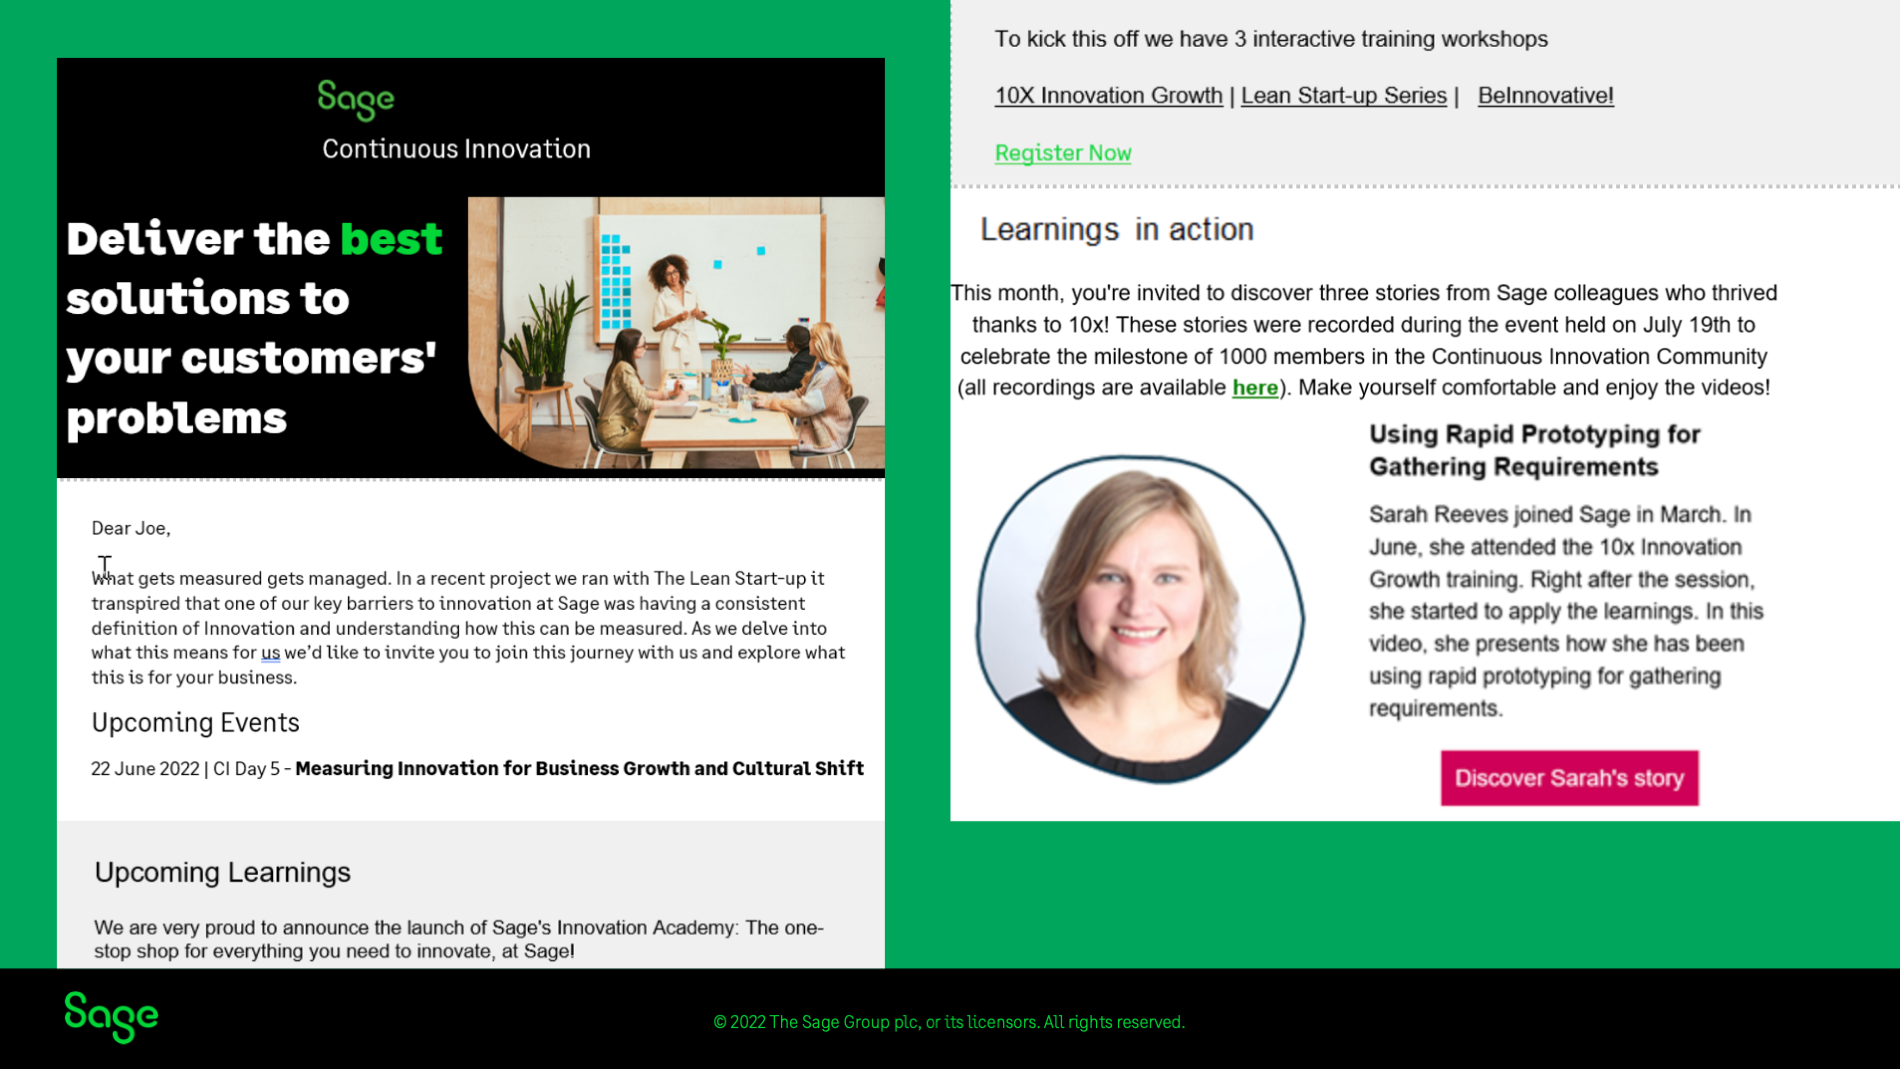 Sage
Continuous Innovation
Deliver the best
solutions to
your customers'
problems
Dear Joe,
What gets measured gets managed. In a recent project we ran with The Lean Start-up it
transpired that one of our key barriers to innovation at Sage was having a consistent
definition of Innovation and understanding how this can be measured. As we delve into
what this means for us we'd like to invite you to join this journey with us and explore what
this is for your business.
Upcoming Events
22 June 2022 | CI Day 5 - Measuring Innovation for Business Growth and Cultural Shift
Upcoming Learnings
We are very proud to announce the launch of Sage's Innovation Academy: The one-
stop shop for everything you need to innovate, at Sage!
To kick this off we have 3 interactive training workshops
10X Innovation Growth | Lean Start-up Series | BeInnovative!
Register Now
Learnings in action
This month, you're invited to discover three stories from Sage colleagues who thrived
thanks to 10x! These stories were recorded during the event held on July 19th to
celebrate the milestone of 1000 members in the Continuous Innovation Community
(all recordings are available here). Make yourself comfortable and enjoy the videos!
Using Rapid Prototyping for
Gathering Requirements
Sarah Reeves joined Sage in March. In
June, she attended the 10x Innovation
Growth training. Right after the session,
she started to apply the learnings. In this
video, she presents how she has been
using rapid prototyping for gathering
requirements.
Discover Sarah's story
Sage
© 2022 The Sage Group plc, or its licensors. All rights reserved.